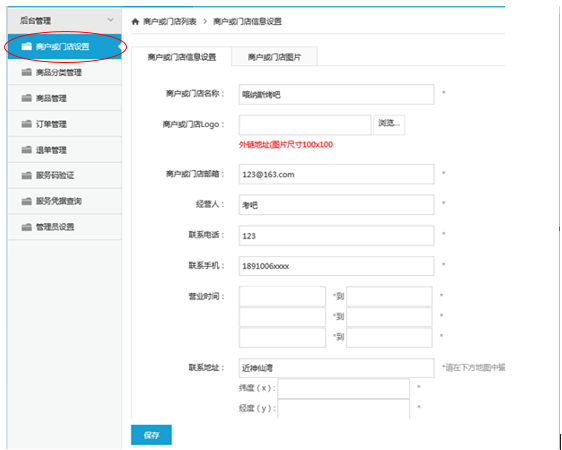 后台管理
商户或门店设置
商品分类管理
商品管理
订单管理
退单管理
服务码验证
服务凭据查询
管理员设置
商户或门店列表 > 商户或门店信息设置
商户或门店信息设置 商户或门店图片
商户或门店名称： 喀纳斯烤吧 *
商户或门店Logo： 浏览...
外链地址(图片尺寸100x100
商户或门店邮箱： 123@163.com *
经营人： 考吧 *
联系电话： 123 *
联系手机： 1891006xxxx *
营业时间： *到 *
*到 *
*到 *
联系地址： 近神仙湾 *请在下方地图中输
纬度 ( x ) : *
经度 ( y ) : *
保存